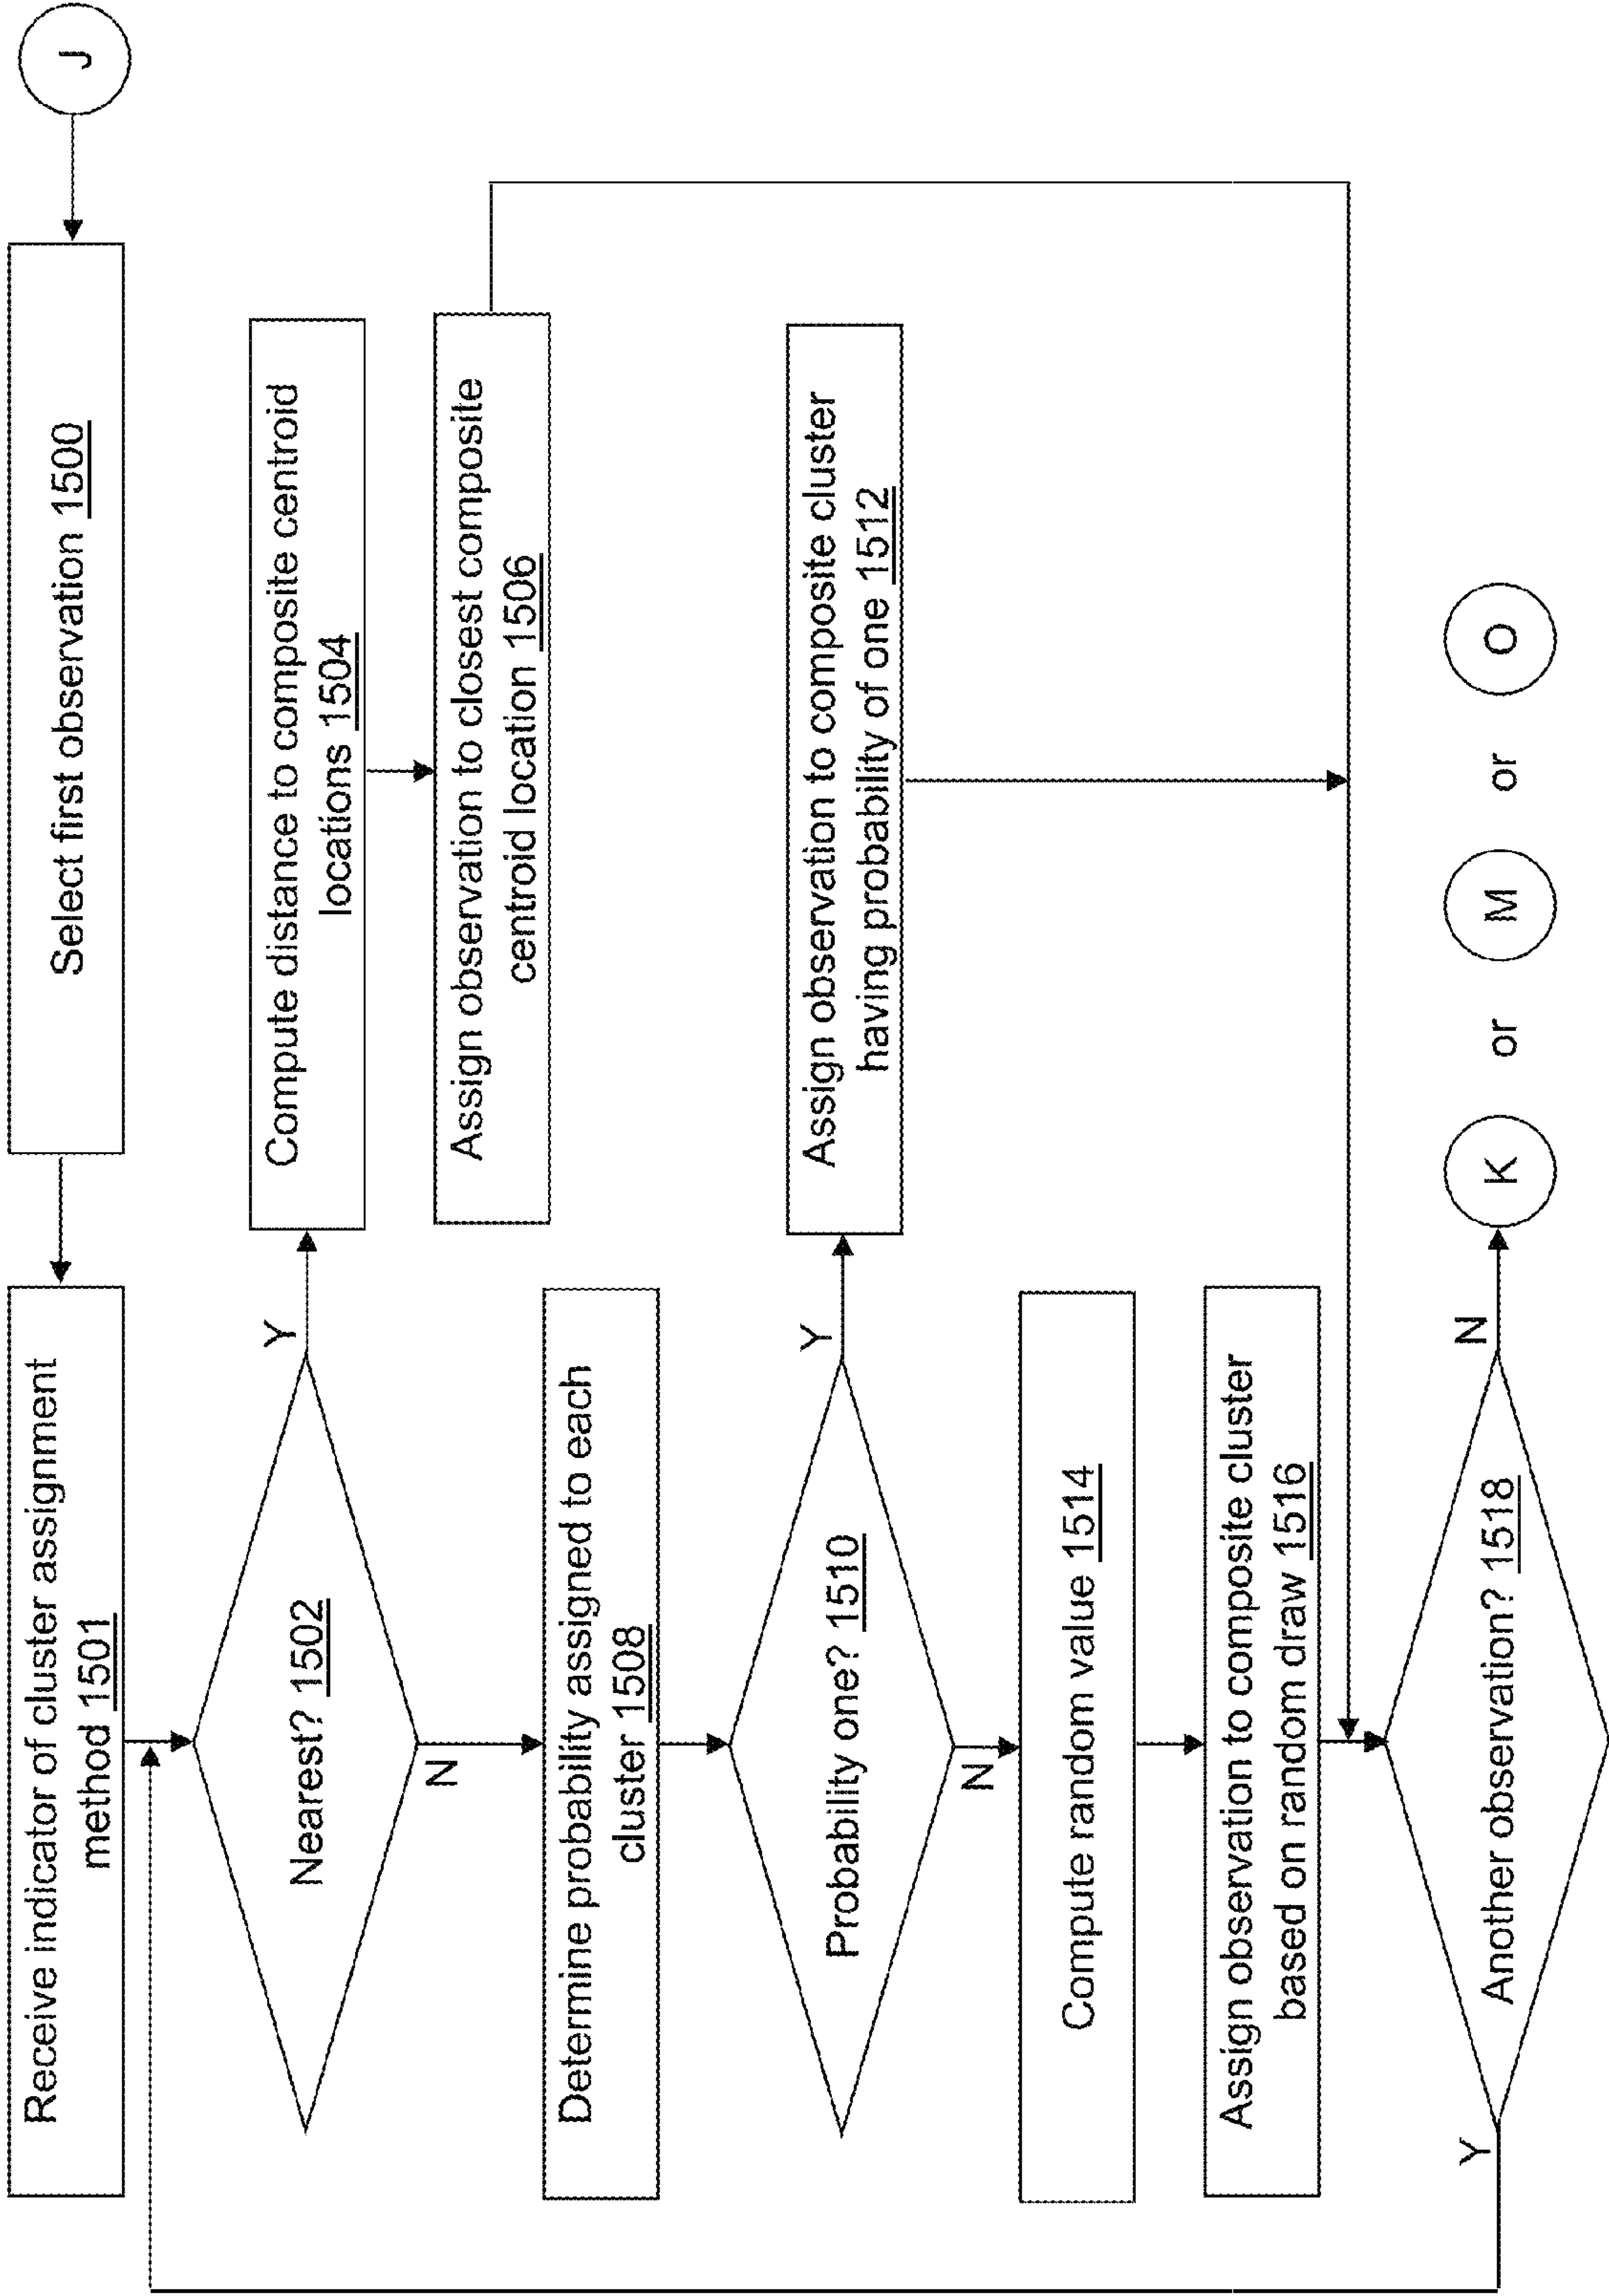 J
Select first observation 1500
Receive indicator of cluster assignment
method 1501
Nearest? 1502
Y
N
Compute distance to composite centroid
locations 1504
Assign observation to closest composite
centroid location 1506
Determine probability assigned to each
cluster 1508
Probability one? 1510
Y
N
Assign observation to composite cluster
having probability of one 1512
Compute random value 1514
Assign observation to composite cluster
based on random draw 1516
Another observation? 1518
Y
N
K or M or O